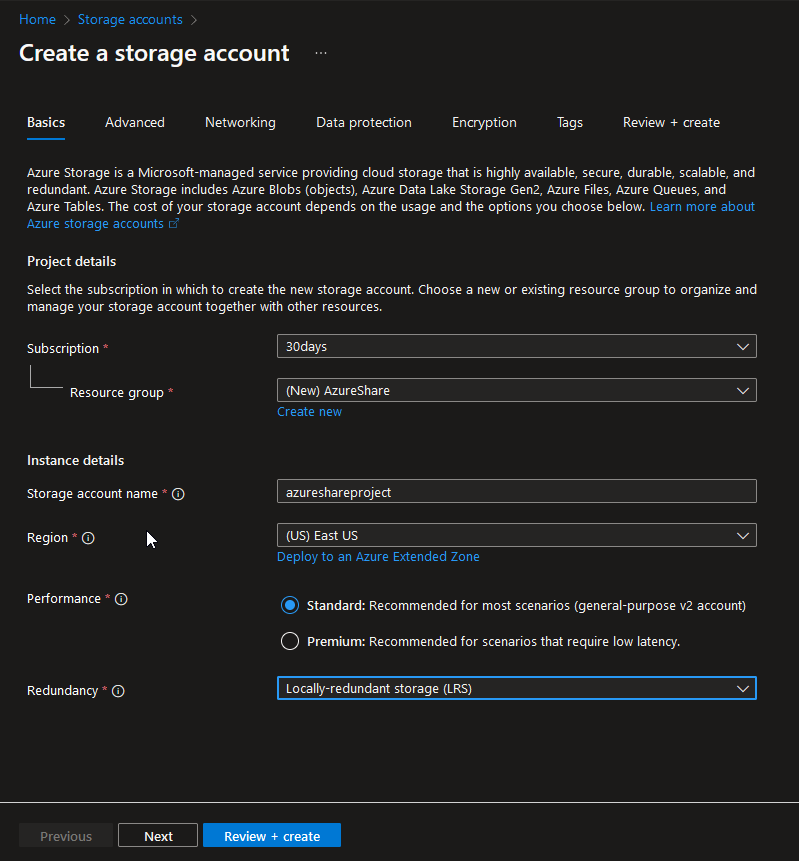 Home > Storage accounts >
Create a storage account ...
Basics Advanced Networking Data protection Encryption Tags Review + create
Azure Storage is a Microsoft-managed service providing cloud storage that is highly available, secure, durable, scalable, and
redundant. Azure Storage includes Azure Blobs (objects), Azure Data Lake Storage Gen2, Azure Files, Azure Queues, and
Azure Tables. The cost of your storage account depends on the usage and the options you choose below. Learn more about
Azure storage accounts
Project details
Select the subscription in which to create the new storage account. Choose a new or existing resource group to organize and
manage your storage account together with other resources.
Subscription * 30days
Resource group * (New) AzureShare
Create new
Instance details
Storage account name * azureshareproject
Region * (US) East US
Deploy to an Azure Extended Zone
Performance * Standard: Recommended for most scenarios (general-purpose v2 account)
Premium: Recommended for scenarios that require low latency.
Redundancy * Locally-redundant storage (LRS)
Previous Next Review + create